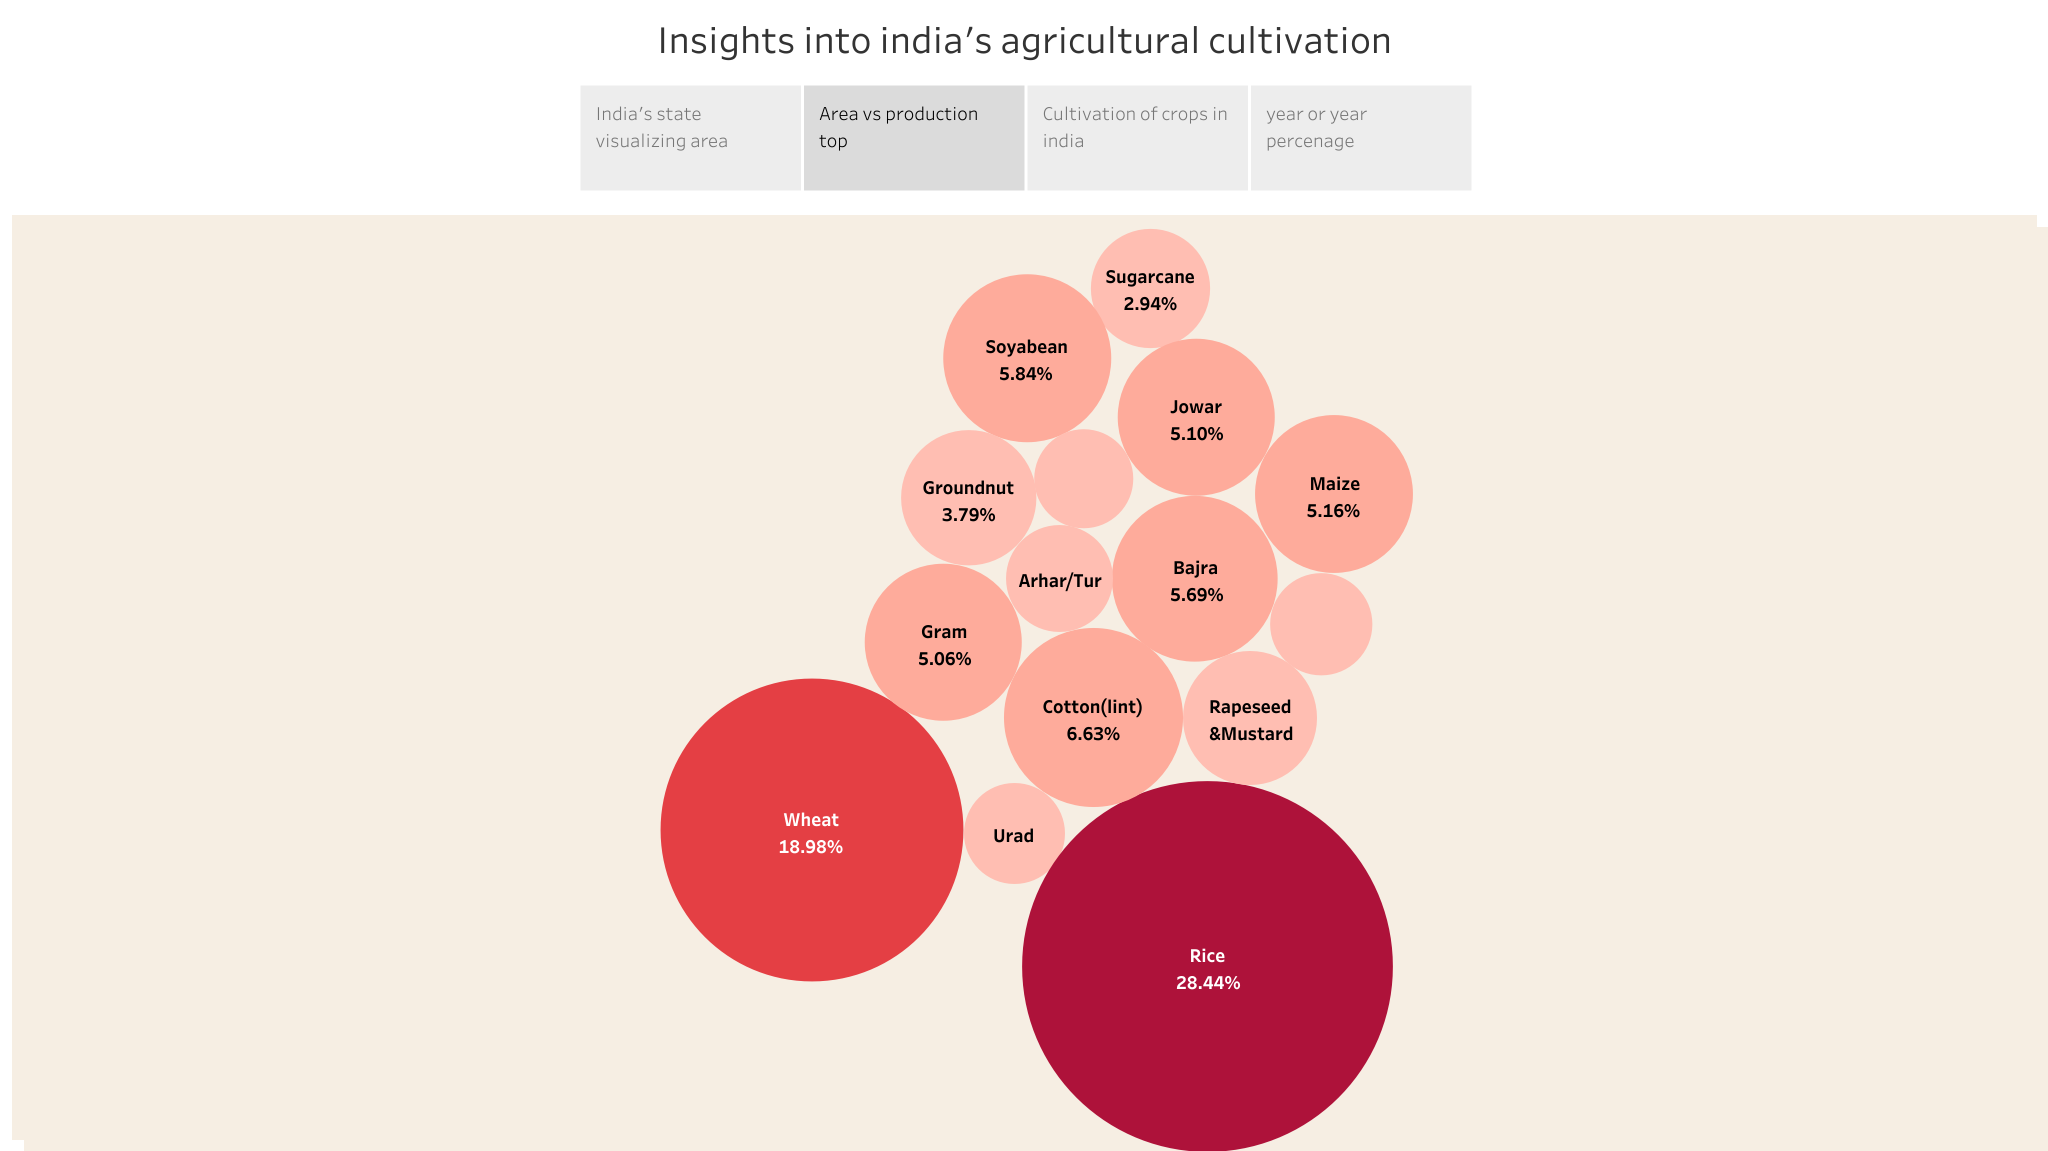 Insights into india's agricultural cultivation
India's state
visualizing area
Area vs production
top
Cultivation of crops in
india
year or year
percenage
Sugarcane
2.94%
Soyabean
5.84%
Jowar
5.10%
Maize
5.16%
Groundnut
3.79%
Arhar/Tur
Bajra
5.69%
Gram
5.06%
Cotton(lint)
6.63%
Rapeseed
&Mustard
Wheat
18.98%
Urad
Rice
28.44%